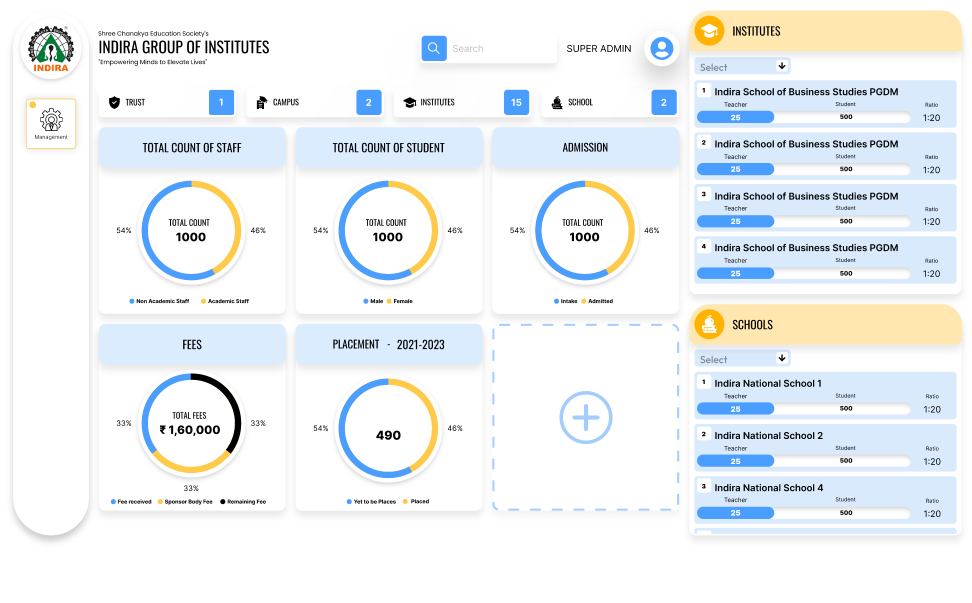 INDIRA
Shree Chanakya Education Society's
INDIRA GROUP OF INSTITUTES
"Empowering Minds to Elevate Lives"
Search
SUPER ADMIN
Management
TRUST 1
CAMPUS 2
INSTITUTES 15
SCHOOL 2
TOTAL COUNT OF STAFF
54%
TOTAL COUNT
1000
46%
Non Academic Staff Academic Staff
TOTAL COUNT OF STUDENT
54%
TOTAL COUNT
1000
46%
Male Female
ADMISSION
54%
TOTAL COUNT
1000
46%
Intake Admitted
FEES
33%
TOTAL FEES
₹ 1,60,000
33%
33%
Fee received Sponsor Body Fee Remaining Fee
PLACEMENT - 2021-2023
54%
490
46%
Yet to be Places Placed
INSTITUTES
Select
1 Indira School of Business Studies PGDM
Teacher Student Ratio
25 500 1:20
2 Indira School of Business Studies PGDM
Teacher Student Ratio
25 500 1:20
3 Indira School of Business Studies PGDM
Teacher Student Ratio
25 500 1:20
4 Indira School of Business Studies PGDM
Teacher Student Ratio
25 500 1:20
SCHOOLS
Select
1 Indira National School 1
Teacher Student Ratio
25 500 1:20
2 Indira National School 2
Teacher Student Ratio
25 500 1:20
3 Indira National School 4
Teacher Student Ratio
25 500 1:20